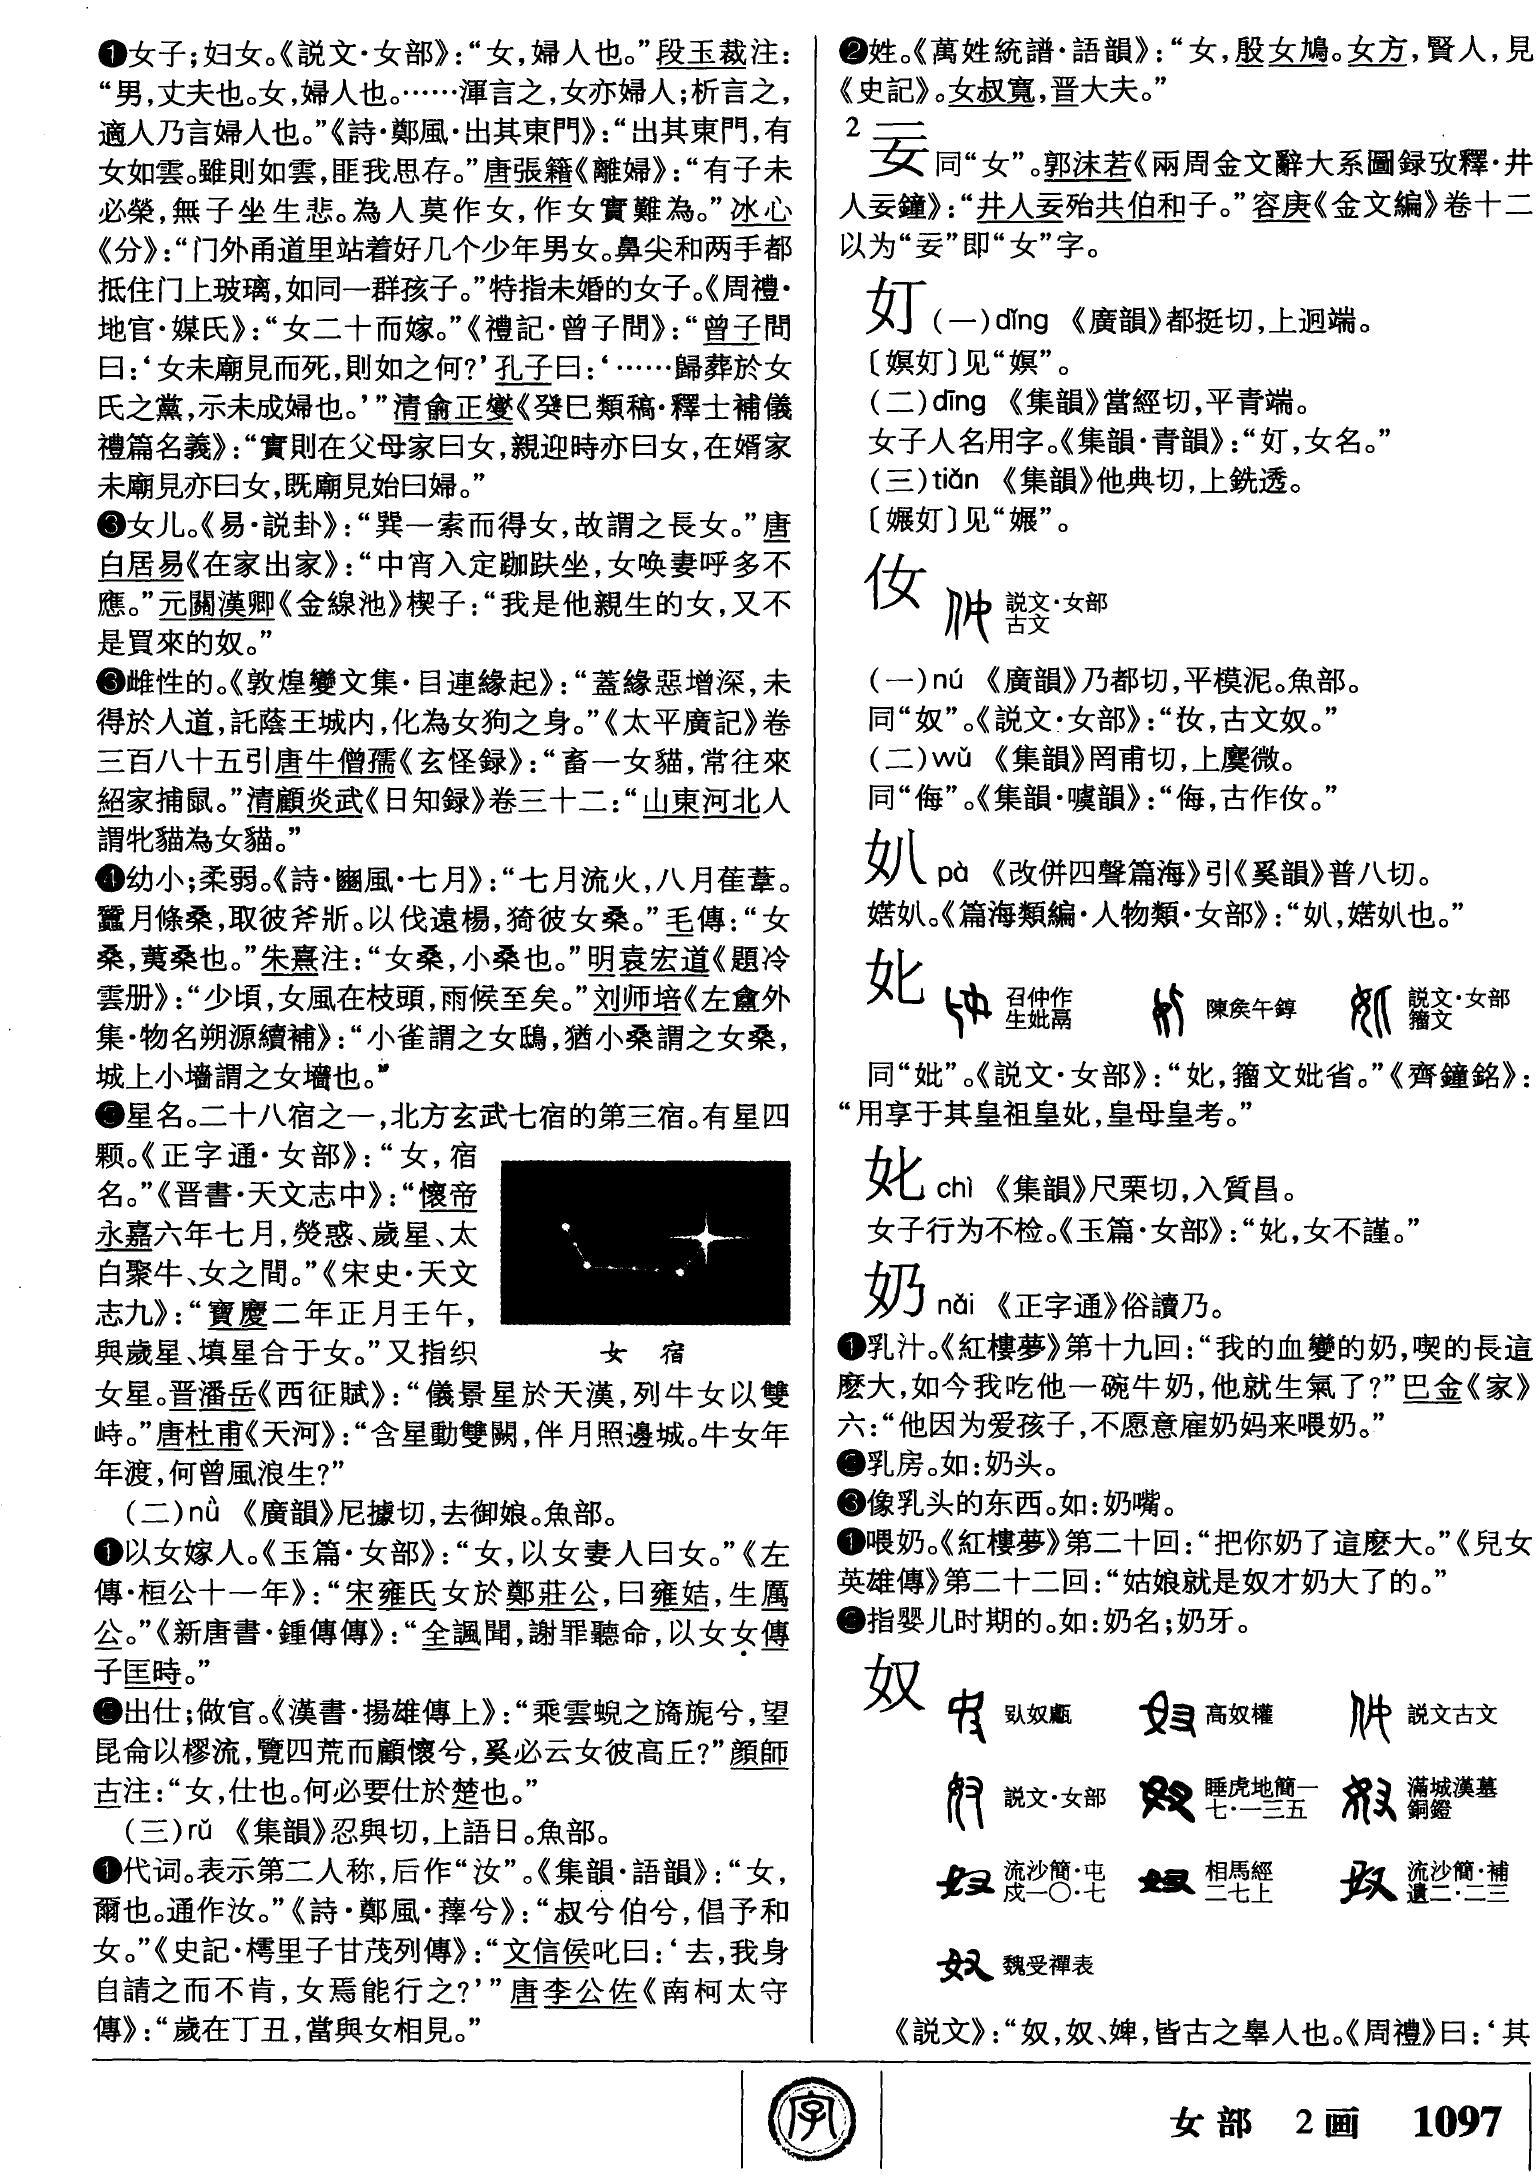 ❶女子;妇女。《説文·女部》:“女,婦人也。”段玉裁注:
“男,丈夫也。女,婦人也。……渾言之,女亦婦人;析言之,
適人乃言婦人也。”《詩·鄭風·出其東門》:“出其東門,有
女如雲。雖則如雲,匪我思存。”唐張籍《離婦》:“有子未
必榮,無子坐生悲。為人莫作女,作女實難為。”冰心
《分》:“门外甬道里站着好几个少年男女。鼻尖和两手都
抵住门上玻璃,如同一群孩子。”特指未婚的女子。《周禮·
地官·媒氏》:“女二十而嫁。”《禮記·曾子問》:“曾子問
曰:‘女未廟見而死,則如之何?’孔子曰:‘……歸葬於女
氏之黨,示未成婦也。’”清俞正燮《癸巳類稿·釋士補儀
禮篇名義》:“實則在父母家曰女,親迎時亦曰女,在婿家
未廟見亦曰女,既廟見始曰婦。”
❸女儿。《易·説卦》:“巽一索而得女,故謂之長女。”唐
白居易《在家出家》:“中宵入定跏趺坐,女唤妻呼多不
應。”元關漢卿《金線池》楔子:“我是他親生的女,又不
是買來的奴。”
❸雌性的。《敦煌變文集·目連緣起》:“蓋緣惡增深,未
得於人道,託蔭王城内,化為女狗之身。”《太平廣記》卷
三百八十五引唐牛僧孺《玄怪録》:“畜一女貓,常往來
紹家捕鼠。”清顧炎武《日知録》卷三十二:“山東河北人
謂牝貓為女貓。”
❹幼小;柔弱。《詩·豳風·七月》:“七月流火,八月萑葦。
蠶月條桑,取彼斧斨。以伐遠楊,猗彼女桑。”毛傳:“女
桑,荑桑也。”朱熹注:“女桑,小桑也。”明袁宏道《題冷
雲册》:“少頃,女風在枝頭,雨候至矣。”刘师培《左盦外
集·物名朔源續補》:“小雀謂之女鴟,猶小桑謂之女桑,
城上小墻謂之女墻也。”
❺星名。二十八宿之一,北方玄武七宿的第三宿。有星四
颗。《正字通·女部》:“女,宿
名。”《晋書·天文志中》:“懷帝
永嘉六年七月,熒惑、歲星、太
白聚牛、女之間。”《宋史·天文
志九》:“寶慶二年正月壬午,
與歲星、填星合于女。”又指织
女 宿
女星。晋潘岳《西征賦》:“儀景星於天漢,列牛女以雙
峙。”唐杜甫《天河》:“含星動雙闕,伴月照邊城。牛女年
年渡,何曾風浪生?”
(二)nǜ 《廣韻》尼據切,去御娘。魚部。
❶以女嫁人。《玉篇·女部》:“女,以女妻人曰女。”《左
傳·桓公十一年》:“宋雍氏女於鄭莊公,曰雍姞,生厲
公。”《新唐書·鍾傳傳》:“全諷聞,謝罪聽命,以女女傳
子匡時。”
❷出仕;做官。《漢書·揚雄傳上》:“乘雲蜺之旖旎兮,望
昆侖以樛流,覽四荒而顧懷兮,奚必云女彼高丘?”顔師
古注:“女,仕也。何必要仕於楚也。”
(三)rǔ 《集韻》忍與切,上語日。魚部。
❶代词。表示第二人称,后作“汝”。《集韻·語韻》:“女,
爾也。通作汝。”《詩·鄭風·蘀兮》:“叔兮伯兮,倡予和
女。”《史記·樗里子甘茂列傳》:“文信侯叱曰:‘去,我身
自請之而不肯,女焉能行之?’”唐李公佐《南柯太守
傳》:“歲在丁丑,當與女相見。”
❷姓。《萬姓統譜·語韻》:“女,殷女鳩。女方,賢人,見
《史記》。女叔寬,晋大夫。”
2 㚢同“女”。郭沫若《兩周金文辭大系圖録攷釋·井
人㚢鐘》:“井人㚢殆共伯和子。”容庚《金文編》卷十二
以为“㚢”即“女”字。
奵(一)dǐng 《廣韻》都挺切,上迥端。
〔嫇奵〕见“嫇”。
(二)dīng 《集韻》當經切,平青端。
女子人名用字。《集韻·青韻》:“奵,女名。”
(三)tiǎn 《集韻》他典切,上銑透。
〔㜊奵〕见“㜊”。
㚢 説文·女部
古文
(一)nú 《廣韻》乃都切,平模泥。魚部。
同“奴”。《説文·女部》:“㚢,古文奴。”
(二)wǔ 《集韻》罔甫切,上麌微。
同“侮”。《集韻·噳韻》:“侮,古作㚢。”
pà 《改併四聲篇海》引《奚韻》普八切。
奻 召仲作
生妣鬲
陳矦午錞
説文·女部
籀文
同“妣”。《説文·女部》:“𡚧,籀文妣省。”《齊鐘銘》:
“用享于其皇祖皇𡚧,皇母皇考。”
chì 《集韻》尺栗切,入質昌。
女子行为不检。《玉篇·女部》:“㚲,女不謹。”
奶 nǎi 《正字通》俗讀乃。
❶乳汁。《紅樓夢》第十九回:“我的血變的奶,喫的長這
麽大,如今我吃他一碗牛奶,他就生氣了?”巴金《家》
六:“他因为爱孩子,不愿意雇奶妈来喂奶。”
❷乳房。如:奶头。
❸像乳头的东西。如:奶嘴。
❶喂奶。《紅樓夢》第二十回:“把你奶了這麽大。”《兒女
英雄傳》第二十二回:“姑娘就是奴才奶大了的。”
❷指婴儿时期的。如:奶名;奶牙。
奴 㕢奴甗 高奴權 説文古文
説文·女部 睡虎地簡一
七·一三五 滿城漢墓
銅鐙
流沙簡·屯
戍一〇·七 相馬經
二七上 流沙簡·補
遺二·二三
魏受禪表
《説文》:“奴,奴、婢,皆古之辠人也。《周禮》曰:‘其
字
女部 2画 1097